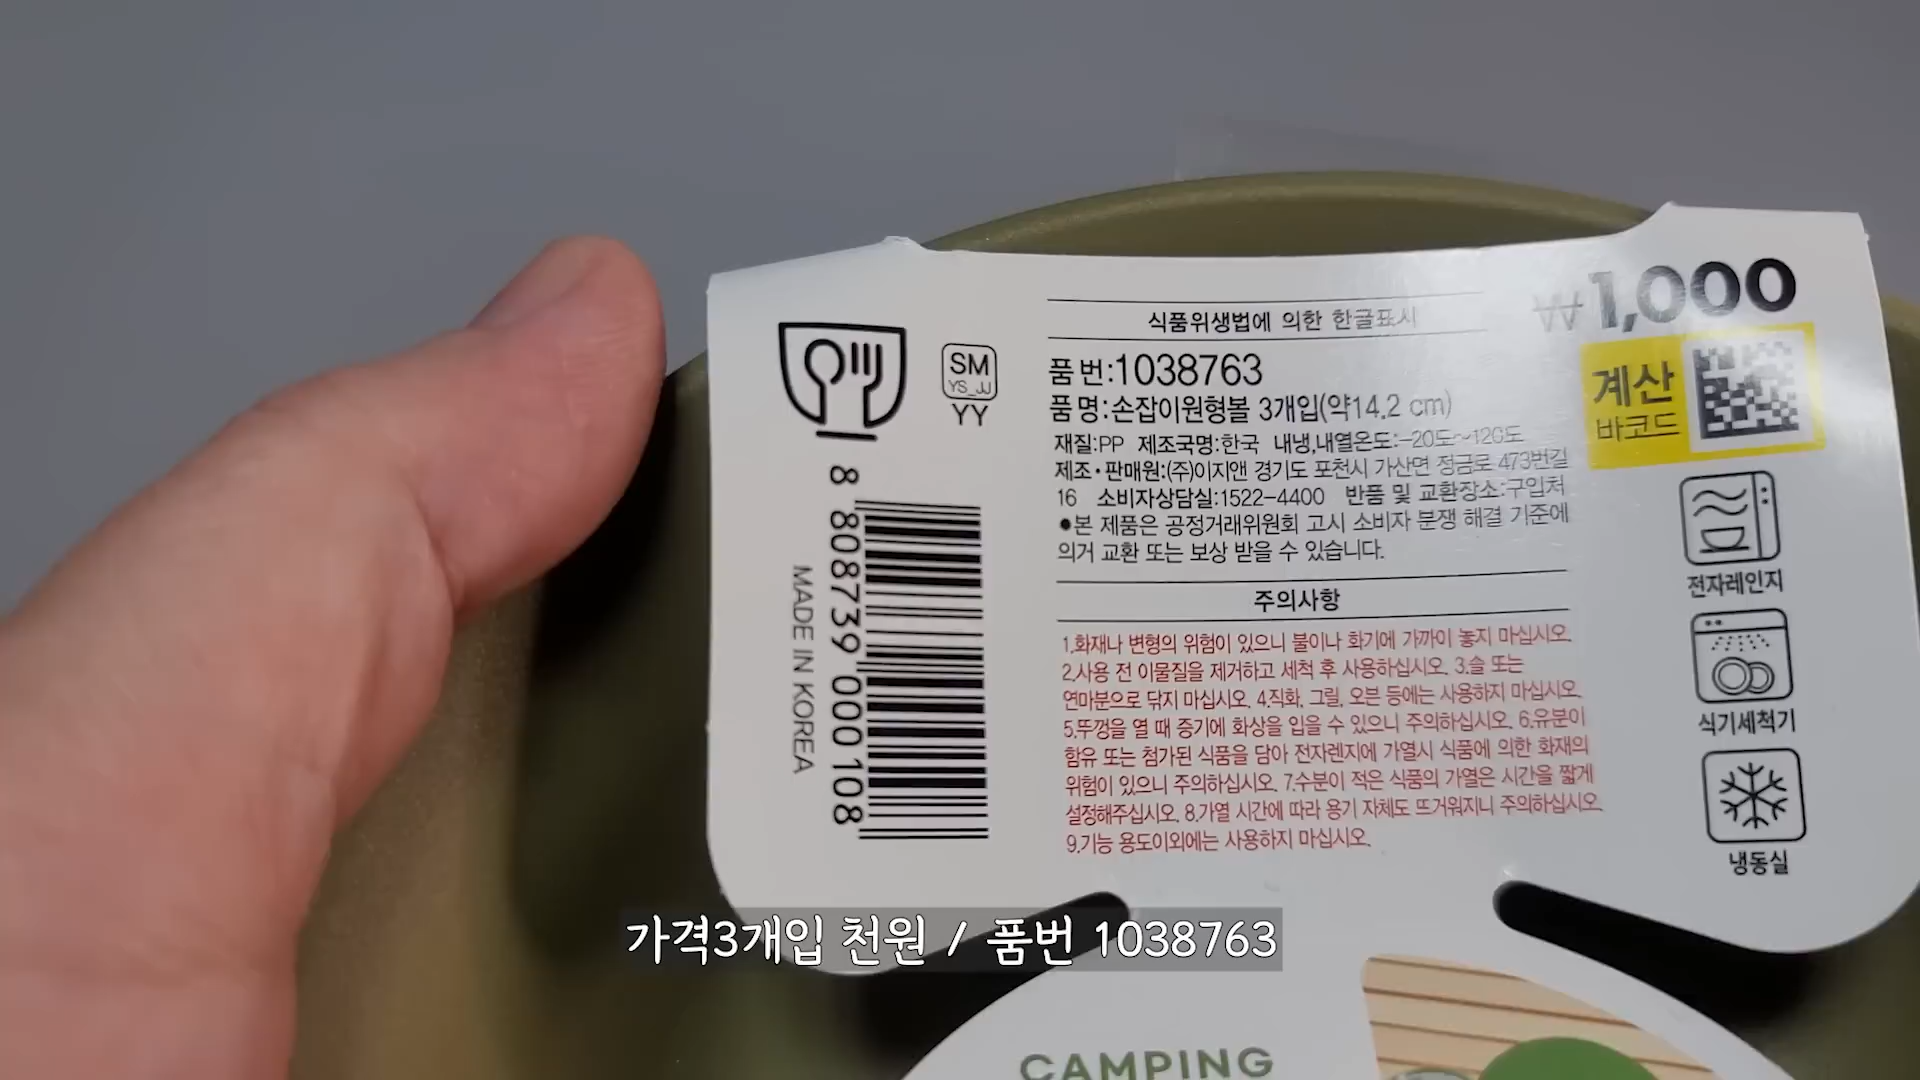 ₩1,000
식품위생법에 의한 한글표시
계산
바코드
SM
YS_JJ
YY
품번:1038763
품명:손잡이원형볼 3개입(약14.2 cm)
재질:PP 제조국명:한국 내냉,내열온도:-20도~120도
제조·판매원:(주)이지앤 경기도 포천시 가산면 정금로 473번길
16 소비자상담실:1522-4400 반품 및 교환장소:구입처
●본 제품은 공정거래위원회 고시 소비자 분쟁 해결 기준에
의거 교환 또는 보상 받을 수 있습니다.
주의사항
1.화재나 변형의 위험이 있으니 불이나 화기에 가까이 놓지 마십시오.
2.사용 전 이물질을 제거하고 세척 후 사용하십시오. 3.솔 또는
연마분으로 닦지 마십시오. 4.직화, 그릴, 오븐 등에는 사용하지 마십시오.
5.뚜껑을 열 때 증기에 화상을 입을 수 있으니 주의하십시오. 6.유분이
함유 또는 첨가된 식품을 담아 전자렌지에 가열시 식품에 의한 화재의
위험이 있으니 주의하십시오. 7.수분이 적은 식품의 가열은 시간을 짧게
설정해주십시오. 8.가열 시간에 따라 용기 자체도 뜨거워지니 주의하십시오.
9.기능 용도이외에는 사용하지 마십시오.
전자레인지
식기세척기
냉동실
8 808739 000108
MADE IN KOREA
가격3개입 천원 / 품번 1038763
CAMPING